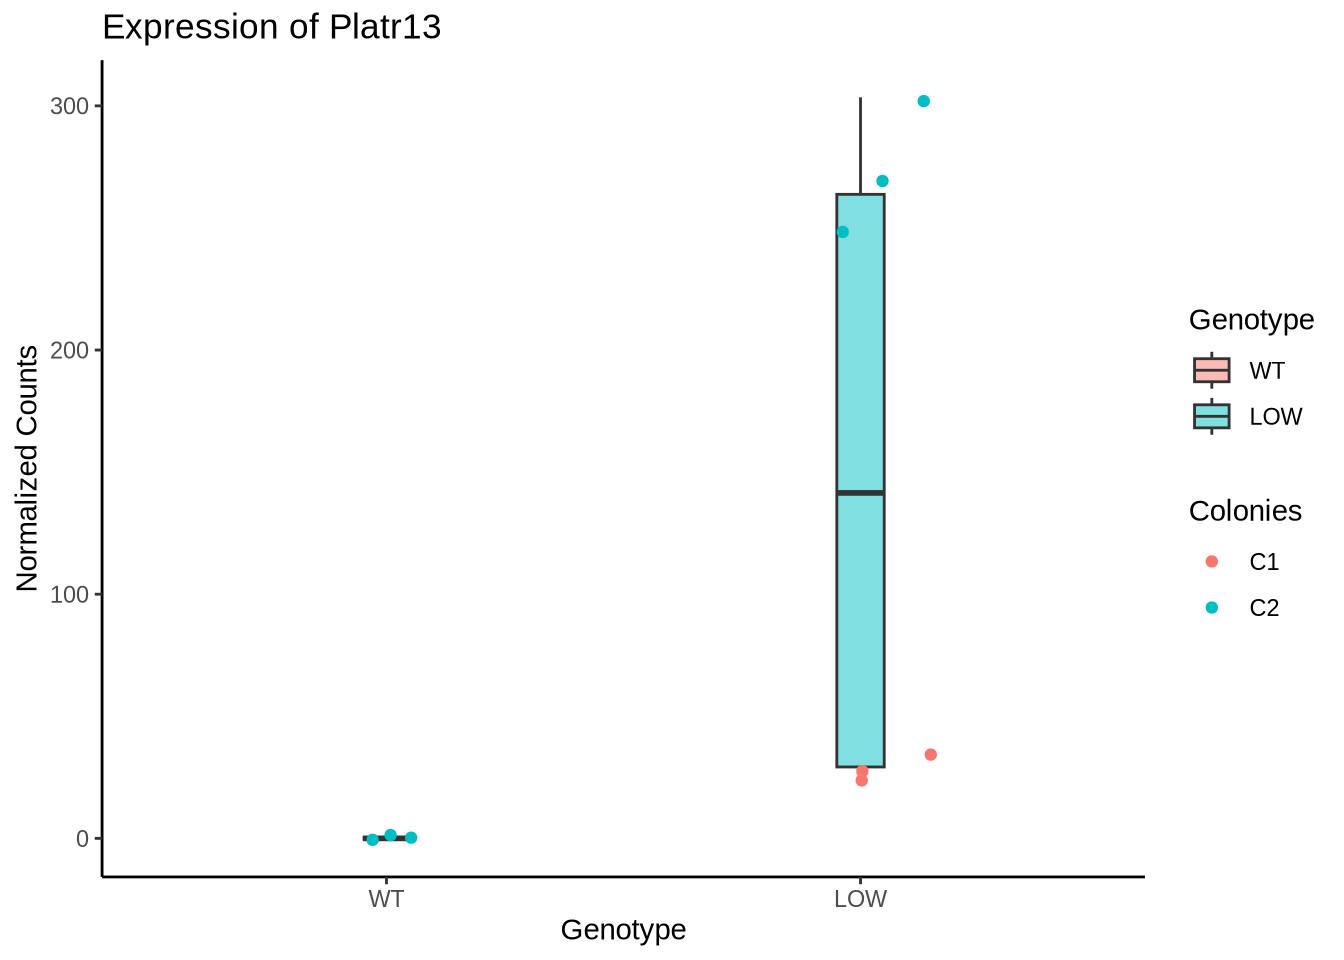 Expression of Platr13
300
200
100
0
Normalized Counts
WT
LOW
Genotype
Genotype
WT
LOW
Colonies
C1
C2